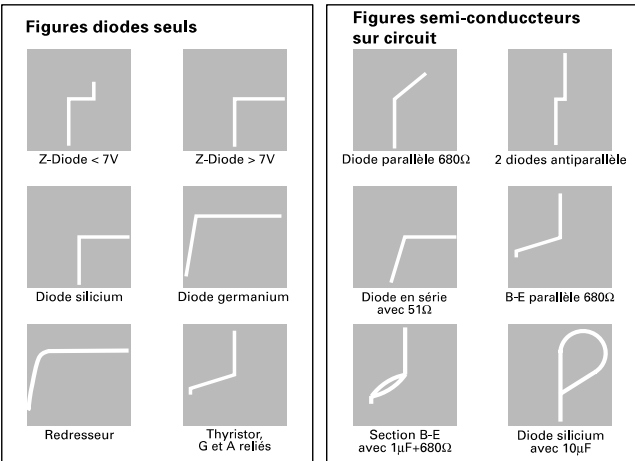 Figures diodes seuls
Z-Diode < 7V
Z-Diode > 7V
Diode silicium
Diode germanium
Redresseur
Thyristor,
G et A reliés
Figures semi-conduccteurs
sur circuit
Diode parallèle 680Ω
2 diodes antiparallèle
Diode en série
avec 51Ω
B-E parallèle 680Ω
Section B-E
avec 1µF+680Ω
Diode silicium
avec 10µF